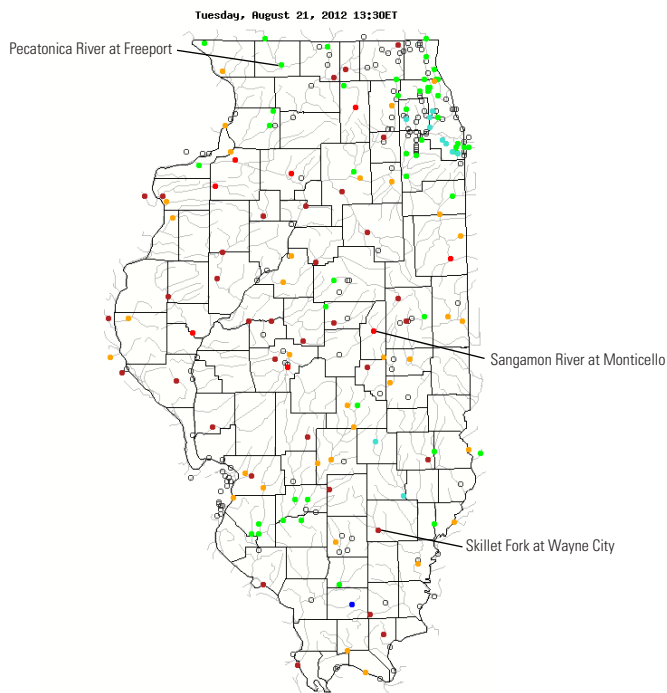 Tuesday, August 21, 2012 13:30ET
Pecatonica River at Freeport
Sangamon River at Monticello
Skillet Fork at Wayne City